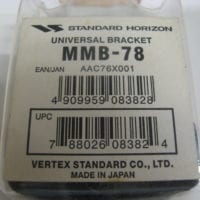 STANDARD HORIZON
UNIVERSAL BRACKET
MMB-78
EAN/JAN AAC76X001
4 909959 083828
UPC
7 88026 08382 4
VERTEX STANDARD CO., LTD.
MADE IN JAPAN